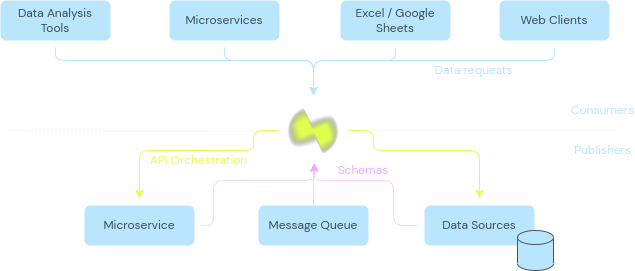 Data Analysis
Tools
Microservices
Excel / Google
Sheets
Web Clients
Data requests
Consumers
Publishers
API Orchestration
Schemas
Microservice
Message Queue
Data Sources